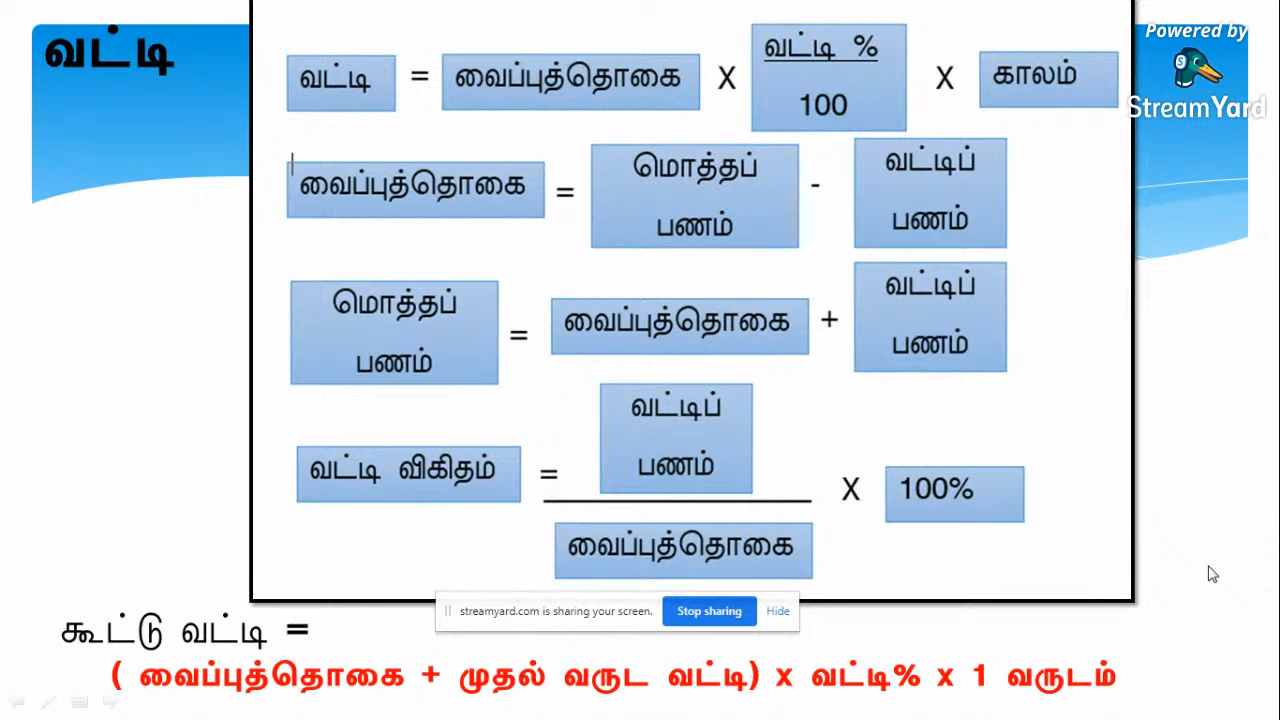 வட்டி
Powered by
StreamYard
வட்டி = வைப்புத்தொகை X வட்டி % X காலம்
100
வைப்புத்தொகை = மொத்தப் - வட்டிப்
பணம் பணம்
மொத்தப் = வைப்புத்தொகை + வட்டிப்
பணம் பணம்
வட்டி விகிதம் = வட்டிப் X 100%
பணம்
வைப்புத்தொகை
streamyard.com is sharing your screen. Stop sharing Hide
கூட்டு வட்டி =
( வைப்புத்தொகை + முதல் வருட வட்டி) x வட்டி% x 1 வருடம்